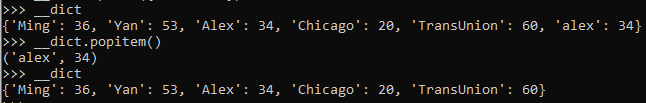 >>> __dict
{'Ming': 36, 'Yan': 53, 'Alex': 34, 'Chicago': 20, 'TransUnion': 60, 'alex': 34}
>>> __dict.popitem()
('alex', 34)
>>> __dict
{'Ming': 36, 'Yan': 53, 'Alex': 34, 'Chicago': 20, 'TransUnion': 60}